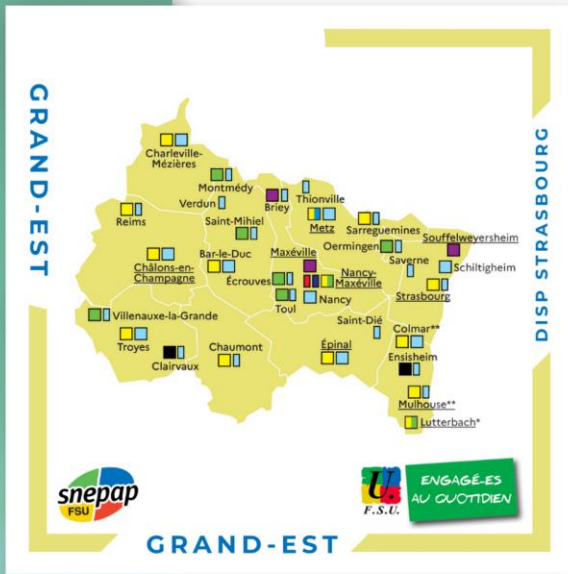 GRAND-EST
DISP STRASBOURG
Charleville-
Mézières
Montmédy
Verdun
Briey
Thionville
Metz
Sarreguemines
Reims
Saint-Mihiel
Oermingen
Souffelweyersheim
Saverne
Schiltigheim
Châlons-en-
Champagne
Bar-le-Duc
Maxéville
Nancy-
Maxéville
Écrouves
Strasbourg
Toul
Nancy
Villenauxe-la-Grande
Saint-Dié
Troyes
Clairvaux
Chaumont
Épinal
Colmar**
Ensisheim
Mulhouse**
Lutterbach*
snepap
FSU
U.
F.S.U.
ENGAGÉ·ES
AU QUOTIDIEN
GRAND-EST